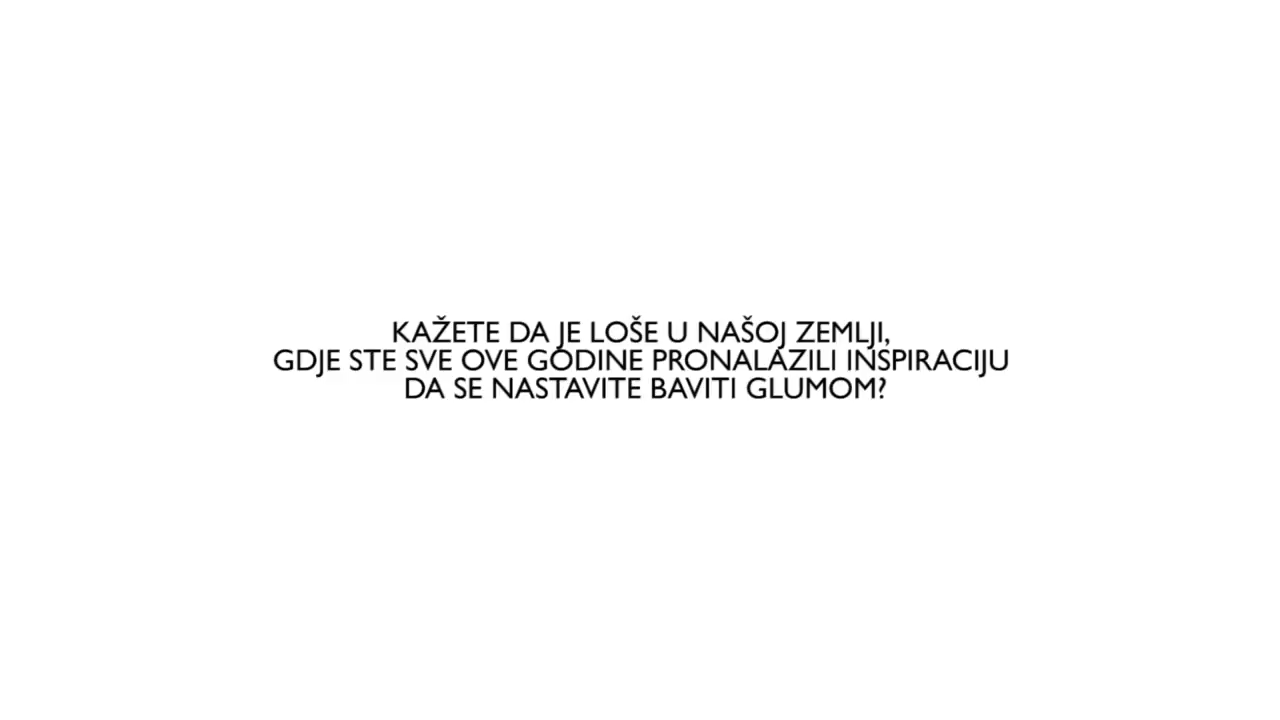 KAŽETE DA JE LOŠE U NAŠOJ ZEMLJI,
GDJE STE SVE OVE GODINE PRONALAZILI INSPIRACIJU
DA SE NASTAVITE BAVITI GLUMOM?